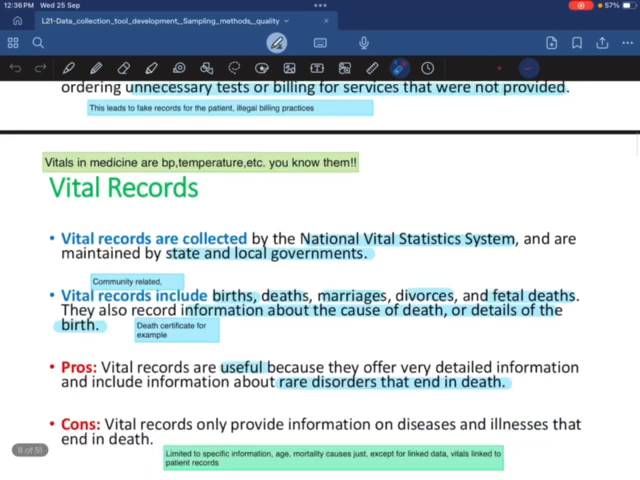 12:36 PM Wed 25 Sep
57%
L21-Data_collection_tool_development,_Sampling_methods,_quality
ordering unnecessary tests or billing for services that were not provided.
This leads to fake records for the patient, illegal billing practices
Vitals in medicine are bp,temperature,etc. you know them!!
Vital Records
• Vital records are collected by the National Vital Statistics System, and are
maintained by state and local governments.
Community related,
• Vital records include births, deaths, marriages, divorces, and fetal deaths.
They also record information about the cause of death, or details of the
birth.
Death certificate for
example
• Pros: Vital records are useful because they offer very detailed information
and include information about rare disorders that end in death.
• Cons: Vital records only provide information on diseases and illnesses that
end in death.
8 of 51
Limited to specific information, age, mortality causes just, except for linked data, vitals linked to
patient records